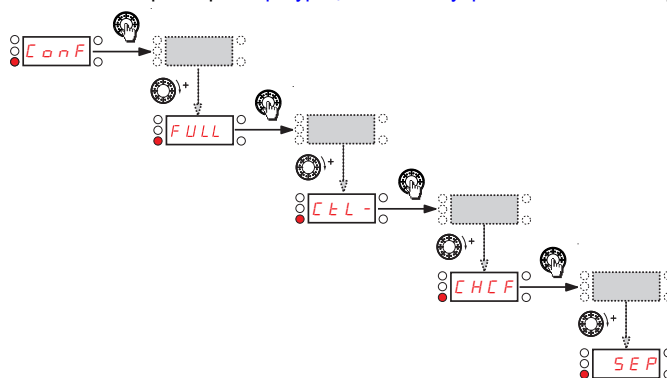 ConF
+
FULL
+
CtL -
+
CHCF
+
SEP